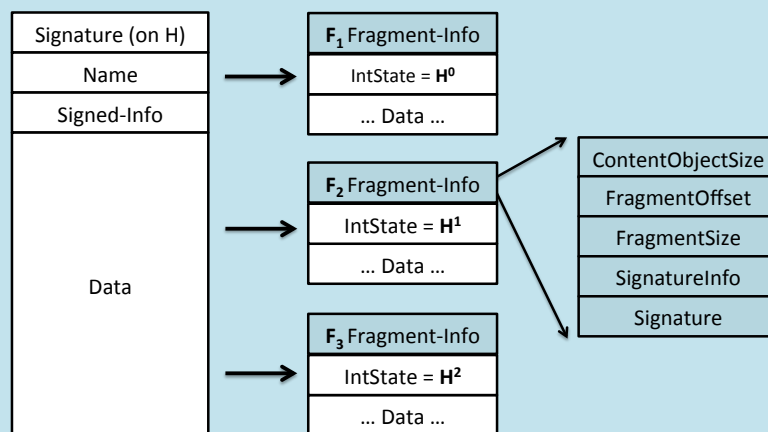 Signature (on H)
Name
Signed-Info
Data
F₁ Fragment-Info
IntState = H⁰
... Data ...
F₂ Fragment-Info
IntState = H¹
... Data ...
F₃ Fragment-Info
IntState = H²
... Data ...
ContentObjectSize
FragmentOffset
FragmentSize
SignatureInfo
Signature